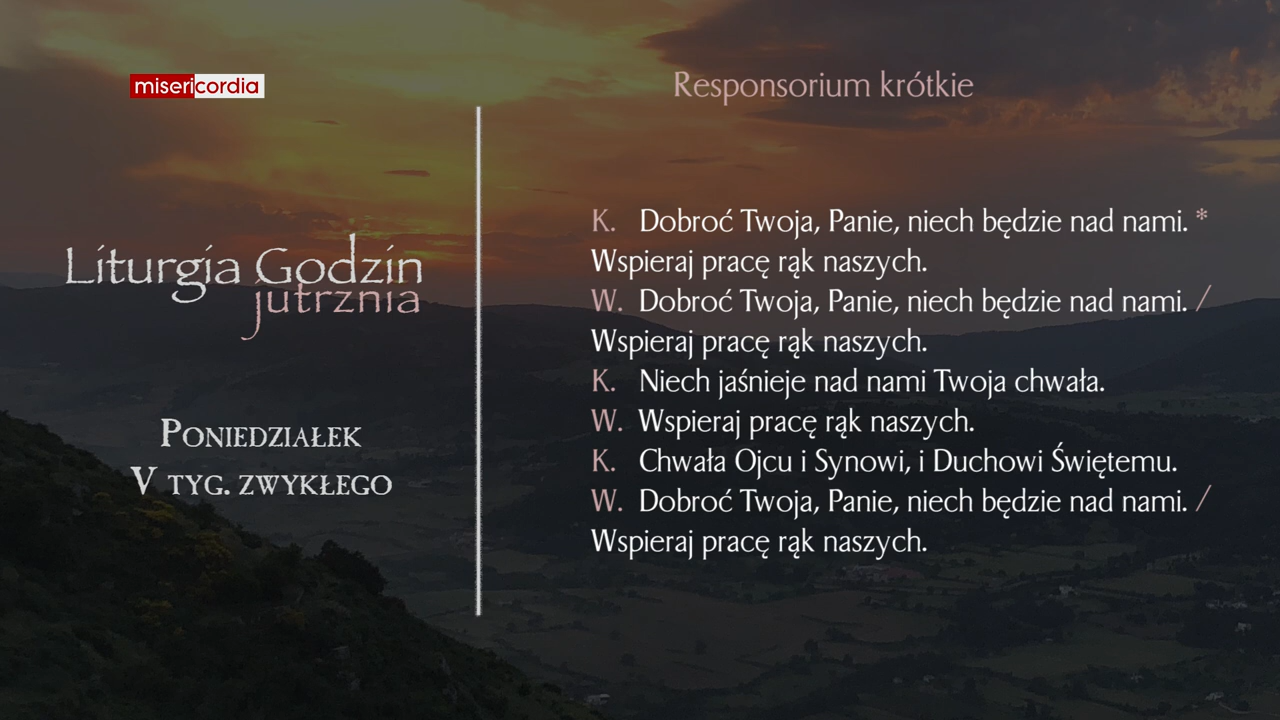 misericordia
Liturgia Godzin
jutrznia
Poniedziałek
V tyg. zwykłego
Responsorium krótkie
K. Dobroć Twoja, Panie, niech będzie nad nami. *
Wspieraj pracę rąk naszych.
W. Dobroć Twoja, Panie, niech będzie nad nami. /
Wspieraj pracę rąk naszych.
K. Niech jaśnieje nad nami Twoja chwała.
W. Wspieraj pracę rąk naszych.
K. Chwała Ojcu i Synowi, i Duchowi Świętemu.
W. Dobroć Twoja, Panie, niech będzie nad nami. /
Wspieraj pracę rąk naszych.